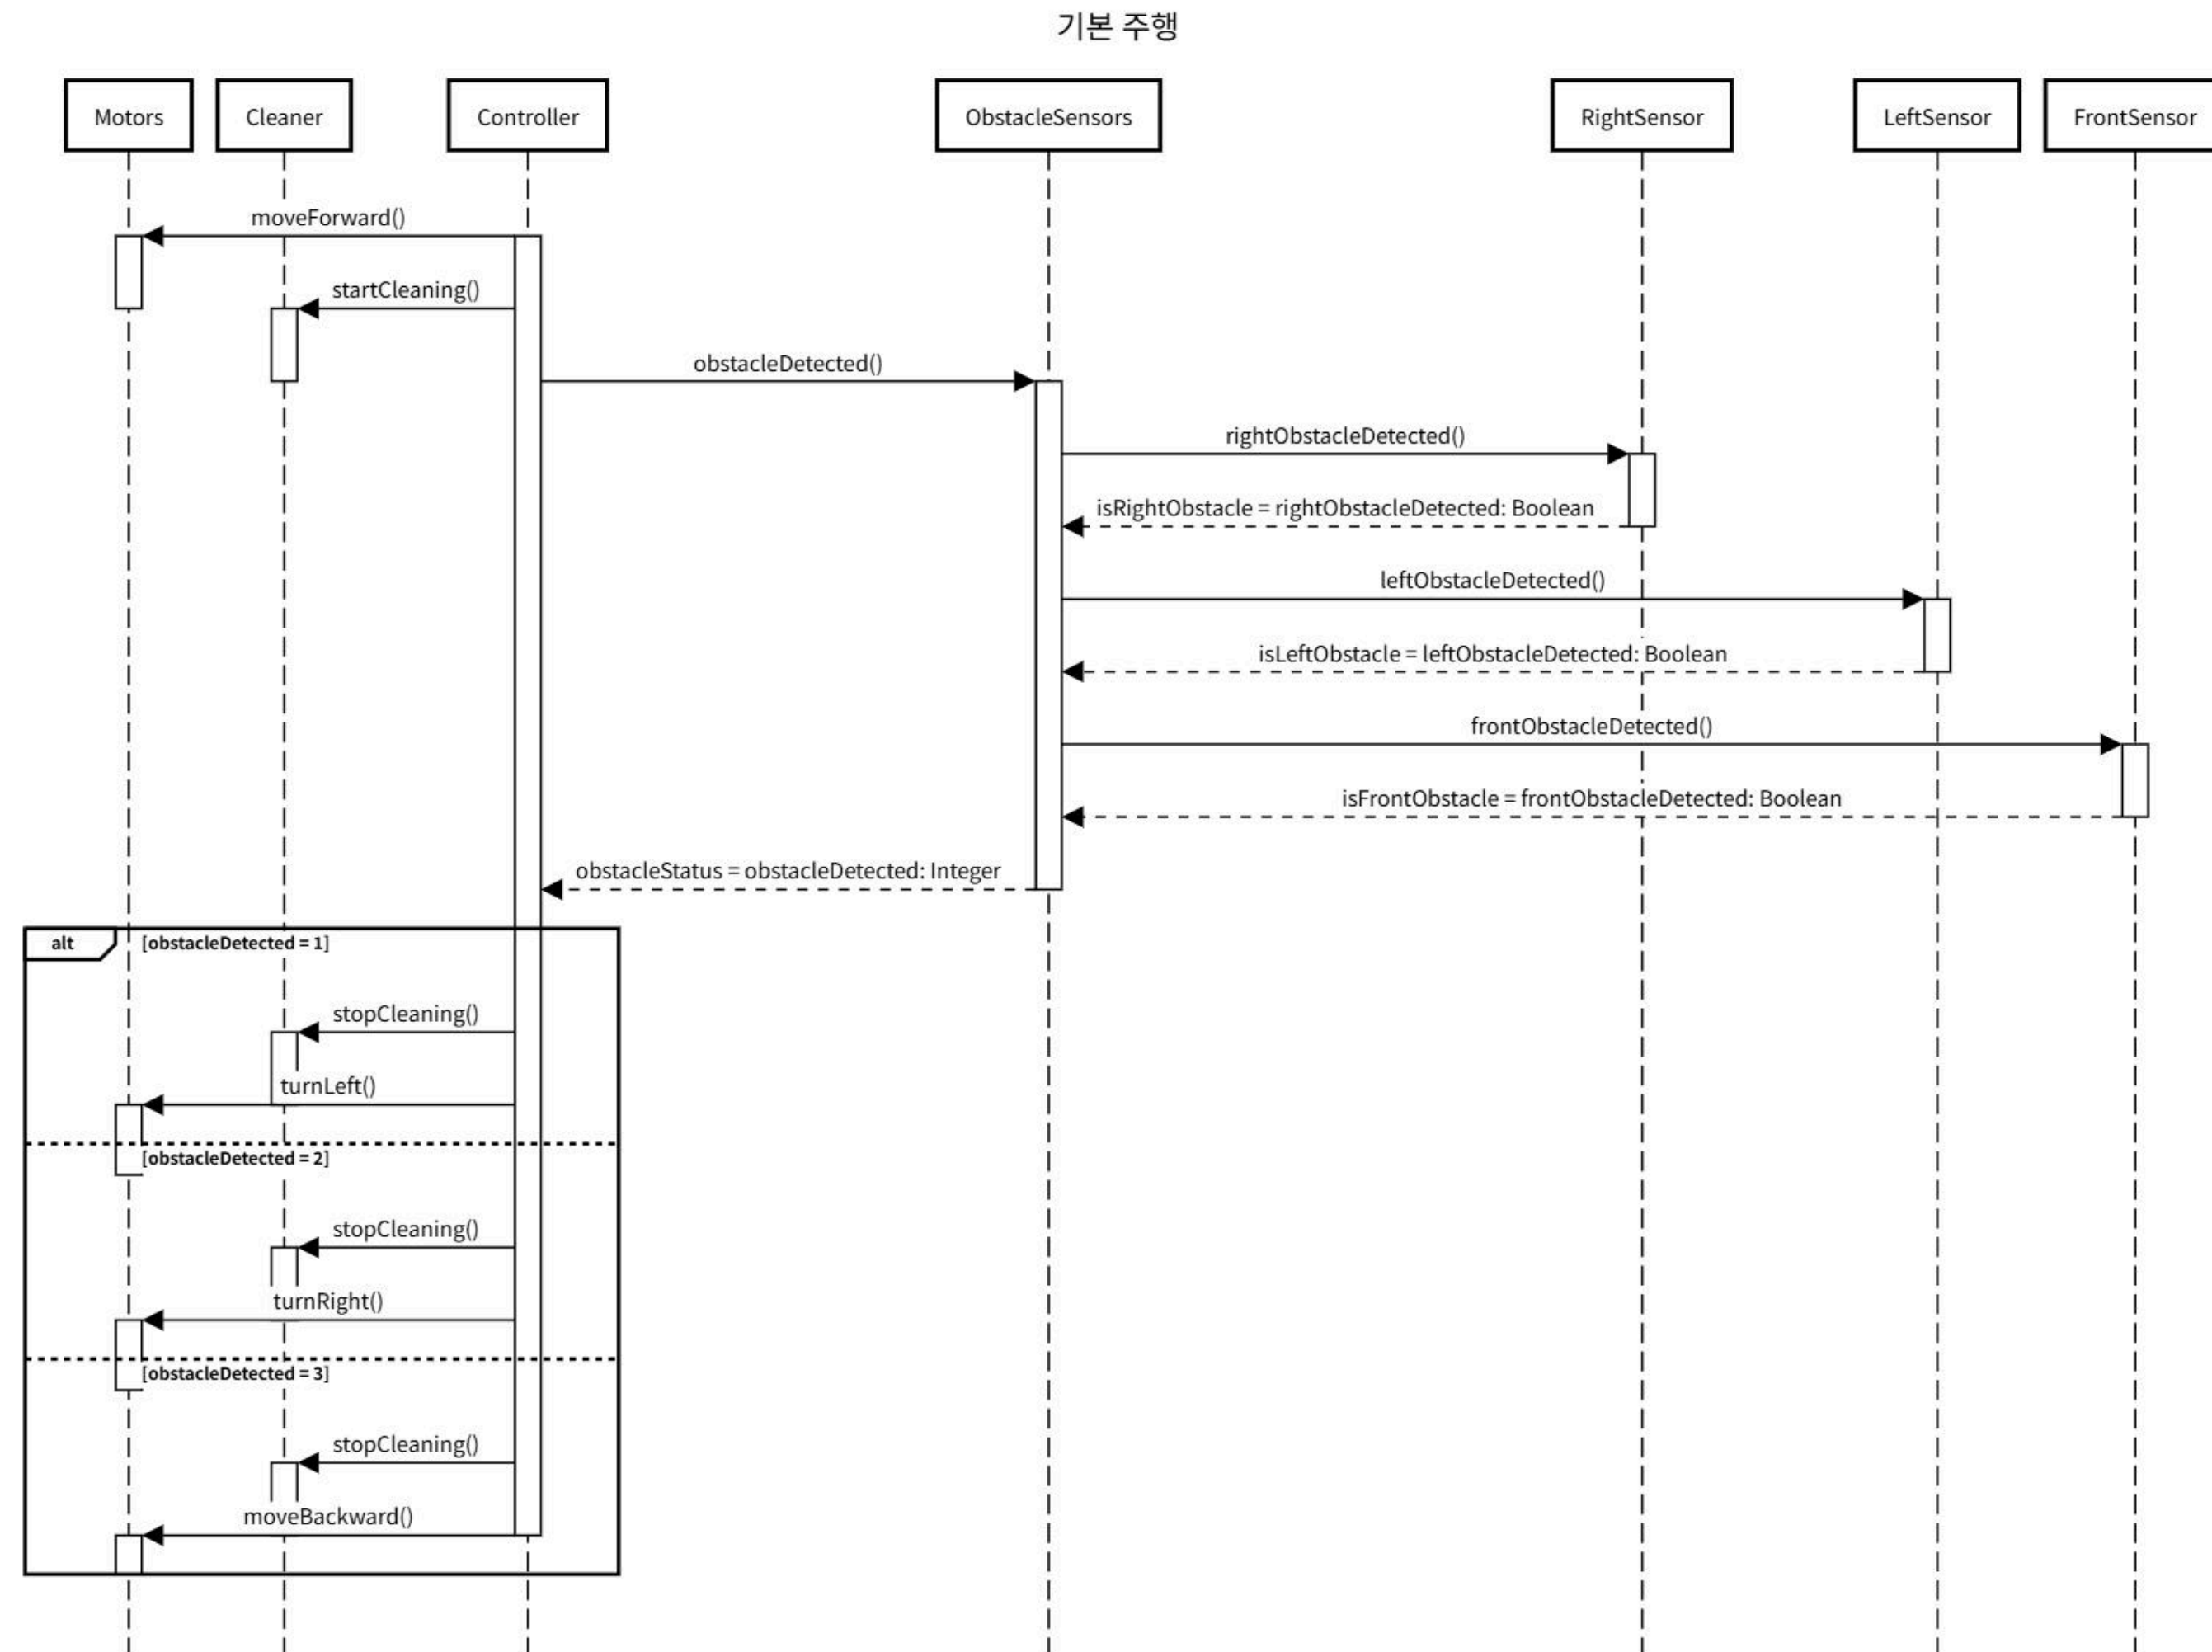 기본 주행
Motors
Cleaner
Controller
ObstacleSensors
RightSensor
LeftSensor
FrontSensor
moveForward()
startCleaning()
obstacleDetected()
rightObstacleDetected()
isRightObstacle = rightObstacleDetected: Boolean
leftObstacleDetected()
isLeftObstacle = leftObstacleDetected: Boolean
frontObstacleDetected()
isFrontObstacle = frontObstacleDetected: Boolean
obstacleStatus = obstacleDetected: Integer
alt
[obstacleDetected = 1]
stopCleaning()
turnLeft()
[obstacleDetected = 2]
stopCleaning()
turnRight()
[obstacleDetected = 3]
stopCleaning()
moveBackward()